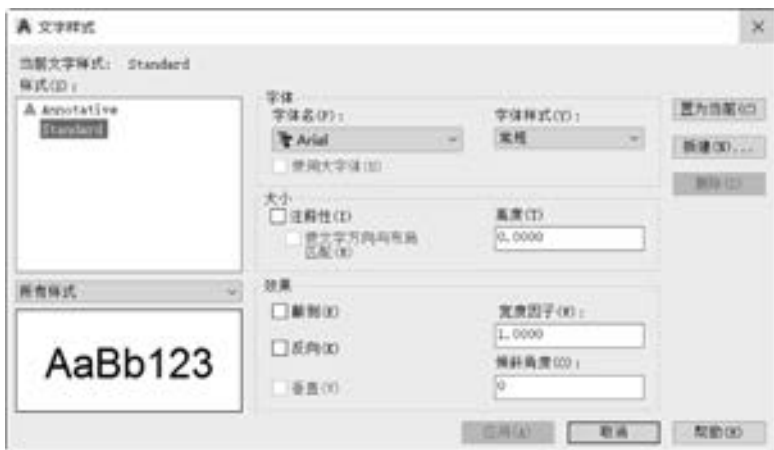 文字样式
当前文字样式: Standard
样式(S):
Annotative
Standard
所有样式
AaBb123
字体
字体名(F):
Arial
使用大字体(U)
字体样式(Y):
常规
大小
注释性(I)
使文字方向与布局
匹配(M)
高度(T)
0.0000
效果
颠倒(E)
反向(K)
垂直(V)
宽度因子(W):
1.0000
倾斜角度(O):
0
置为当前(C)
新建(N)...
删除(D)
应用(A)
取消
帮助(H)